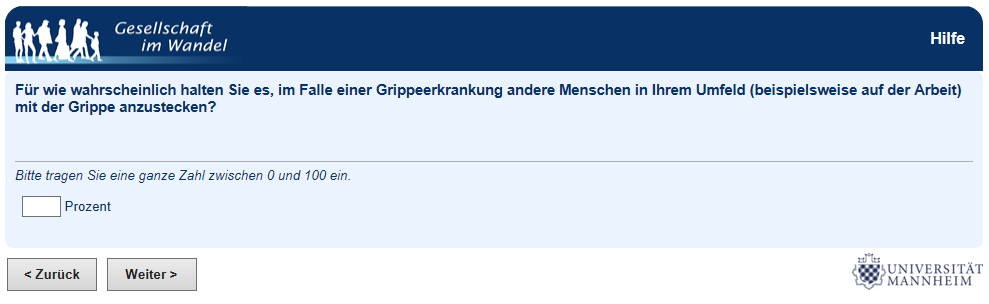 Gesellschaft
im Wandel
Hilfe
Für wie wahrscheinlich halten Sie es, im Falle einer Grippeerkrankung andere Menschen in Ihrem Umfeld (beispielsweise auf der Arbeit)
mit der Grippe anzustecken?
Bitte tragen Sie eine ganze Zahl zwischen 0 und 100 ein.
Prozent
< Zurück
Weiter >
UNIVERSITÄT
MANNHEIM